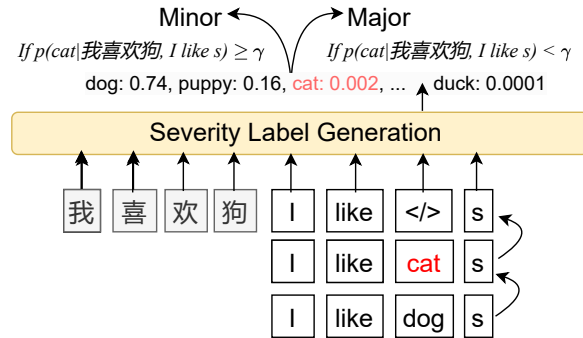 Minor Major
If p(cat|我喜欢狗, I like s) ≥ γ If p(cat|我喜欢狗, I like s) < γ
dog: 0.74, puppy: 0.16, cat: 0.002, ... duck: 0.0001
Severity Label Generation
我 喜 欢 狗 I like </> s
I like cat s
I like dog s